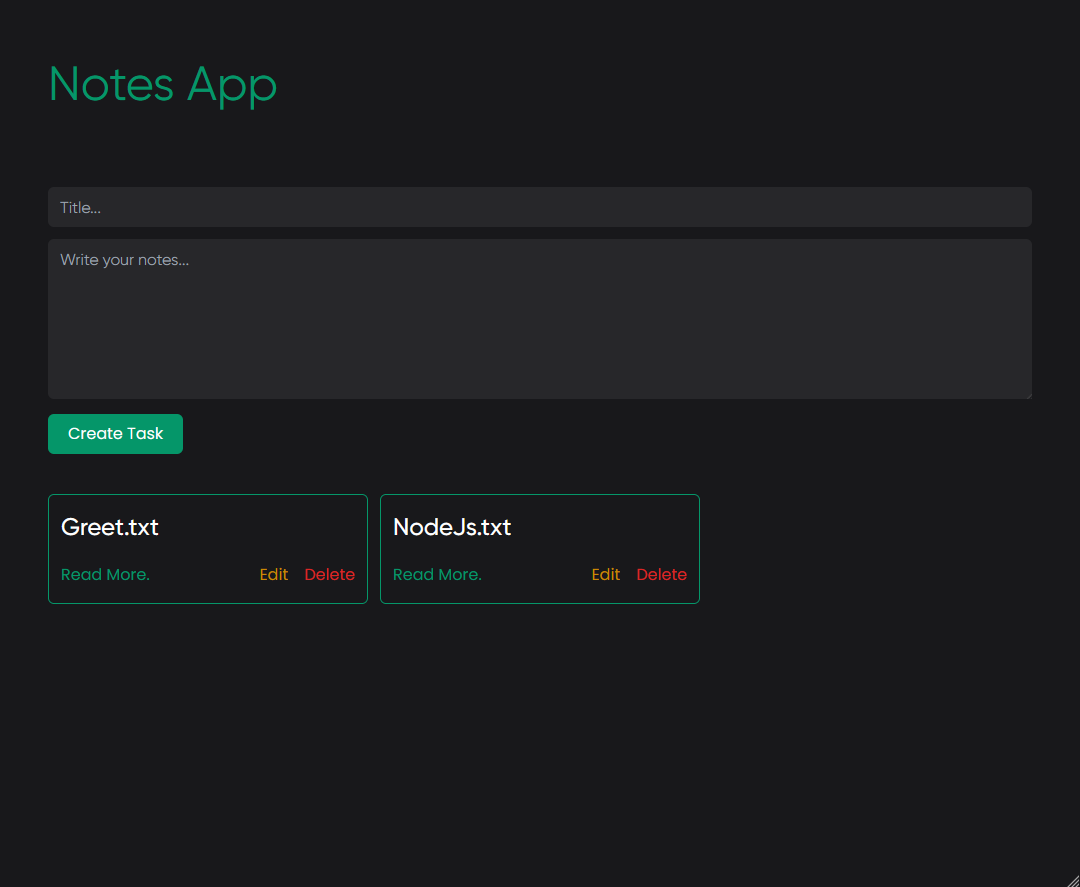 Notes App
Title...
Write your notes...
Create Task
Greet.txt
Read More. Edit Delete
NodeJs.txt
Read More. Edit Delete